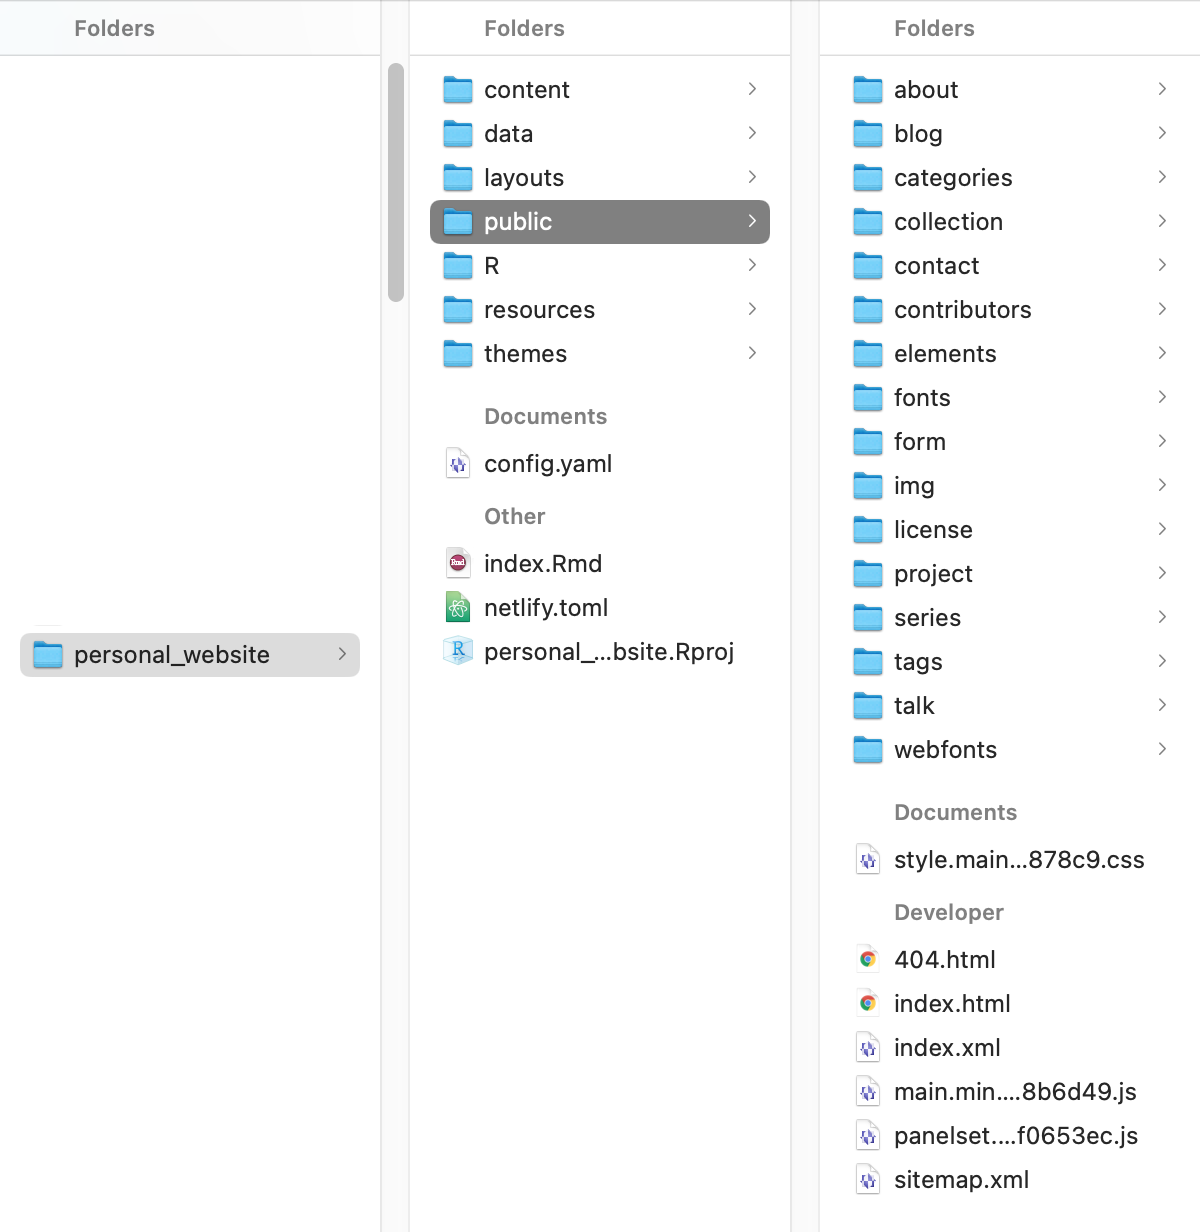 Folders
personal_website
Folders
content
data
layouts
public
R
resources
themes
Documents
config.yaml
Other
index.Rmd
netlify.toml
personal_...bsite.Rproj
Folders
about
blog
categories
collection
contact
contributors
elements
fonts
form
img
license
project
series
tags
talk
webfonts
Documents
style.main...878c9.css
Developer
404.html
index.html
index.xml
main.min....8b6d49.js
panelset....f0653ec.js
sitemap.xml